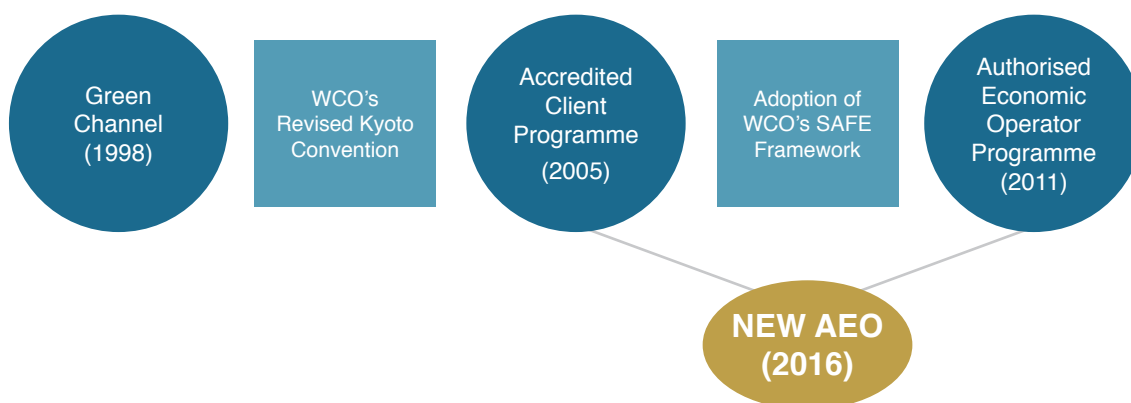 Green
Channel
(1998)
WCO's
Revised Kyoto
Convention
Accredited
Client
Programme
(2005)
Adoption of
WCO's SAFE
Framework
Authorised
Economic
Operator
Programme
(2011)
NEW AEO
(2016)